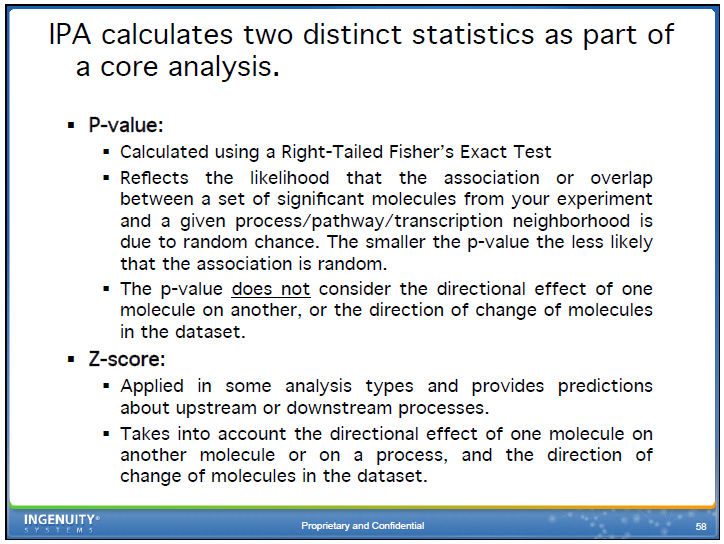 IPA calculates two distinct statistics as part of
a core analysis.
▪ P-value:
▪ Calculated using a Right-Tailed Fisher’s Exact Test
▪ Reflects the likelihood that the association or overlap
between a set of significant molecules from your experiment
and a given process/pathway/transcription neighborhood is
due to random chance. The smaller the p-value the less likely
that the association is random.
▪ The p-value does not consider the directional effect of one
molecule on another, or the direction of change of molecules
in the dataset.
▪ Z-score:
▪ Applied in some analysis types and provides predictions
about upstream or downstream processes.
▪ Takes into account the directional effect of one molecule on
another molecule or on a process, and the direction of
change of molecules in the dataset.
INGENUITY®
SYSTEMS
Proprietary and Confidential
58